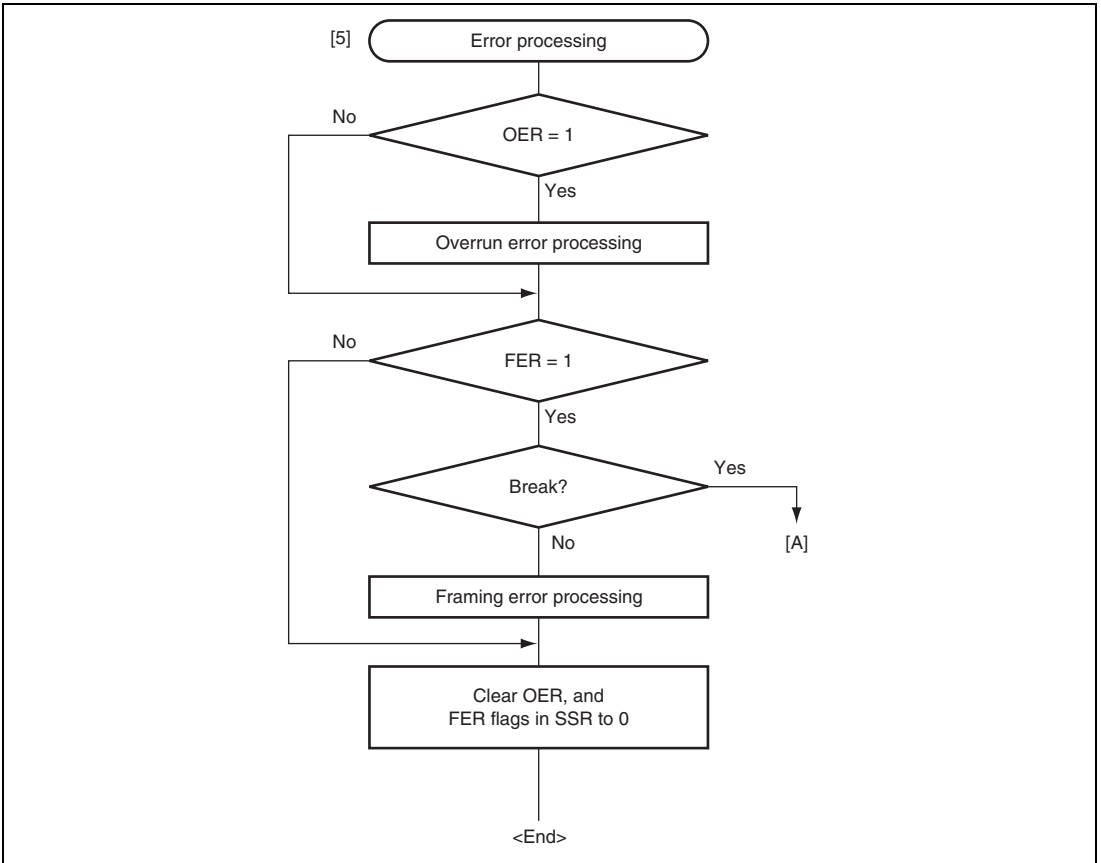 [5]
Error processing
No
OER = 1
Yes
Overrun error processing
No
FER = 1
Yes
Break?
Yes
No
[A]
Framing error processing
Clear OER, and
FER flags in SSR to 0
<End>